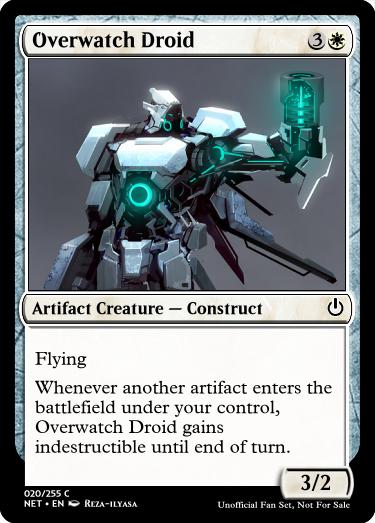 Overwatch Droid 3
Artifact Creature — Construct
Flying
Whenever another artifact enters the
battlefield under your control,
Overwatch Droid gains
indestructible until end of turn.
3/2
020/255 C
NET • EN Reza-ilyasa
Unofficial Fan Set, Not For Sale